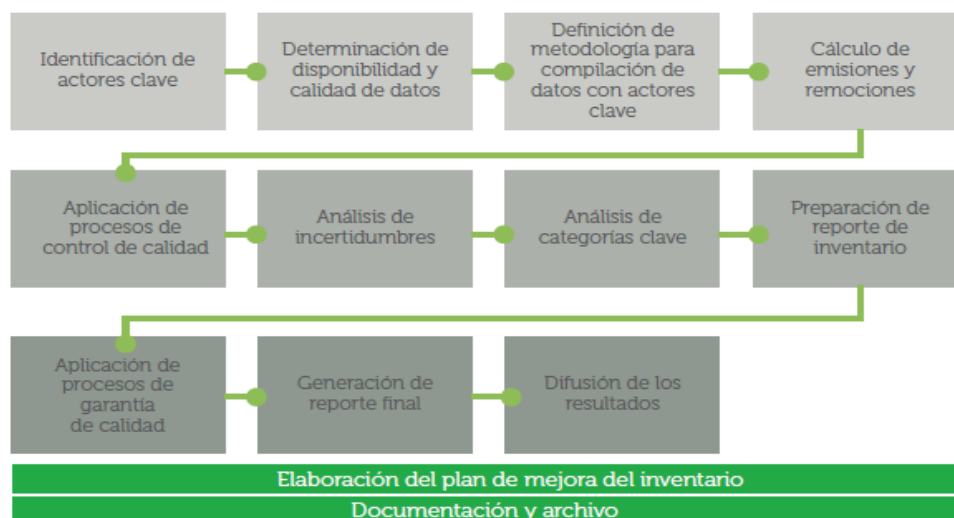 Identificación de
actores clave
Determinación de
disponibilidad y
calidad de datos
Definición de
metodología para
compilación de
datos con actores
clave
Cálculo de
emisiones y
remociones
Aplicación de
procesos de
control de calidad
Análisis de
incertidumbres
Análisis de
categorías clave
Preparación de
reporte de
inventario
Aplicación de
procesos de
garantía
de calidad
Generación de
reporte final
Difusión de los
resultados
Elaboración del plan de mejora del inventario
Documentación y archivo